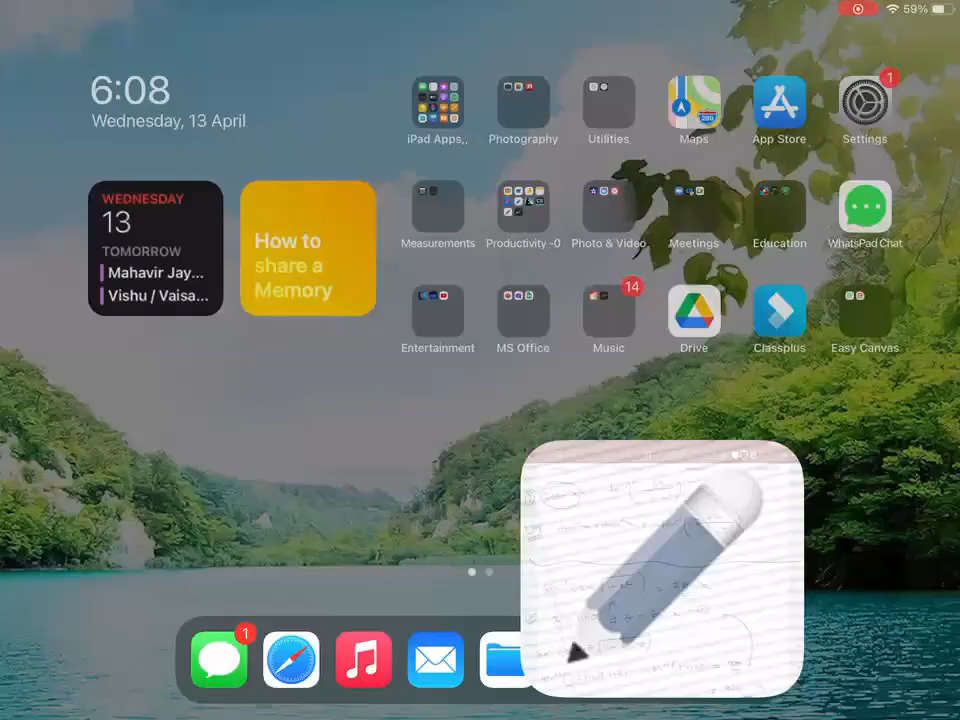 59%
6:08
Wednesday, 13 April
WEDNESDAY
13
TOMORROW
Mahavir Jay...
Vishu / Vaisa...
How to
share a
Memory
iPad Apps,,
Photography
Utilities
Maps
App Store
1
Settings
Measurements
Productivity -0
Photo & Video
Meetings
Education
WhatsPad Chat
Entertainment
MS Office
14
Music
Drive
Classplus
Easy Canvas
1